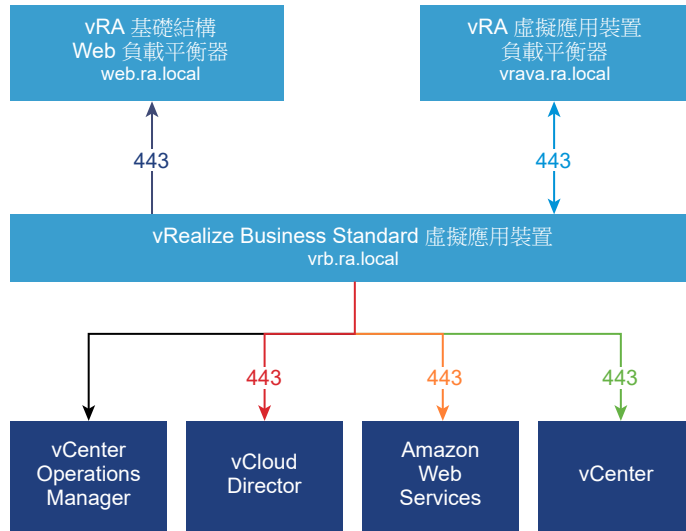 vRA 基礎結構
Web 負載平衡器
web.ra.local
vRA 虛擬應用裝置
負載平衡器
vrava.ra.local
443
443
vRealize Business Standard 虛擬應用裝置
vrb.ra.local
443
443
443
vCenter
Operations
Manager
vCloud
Director
Amazon
Web
Services
vCenter